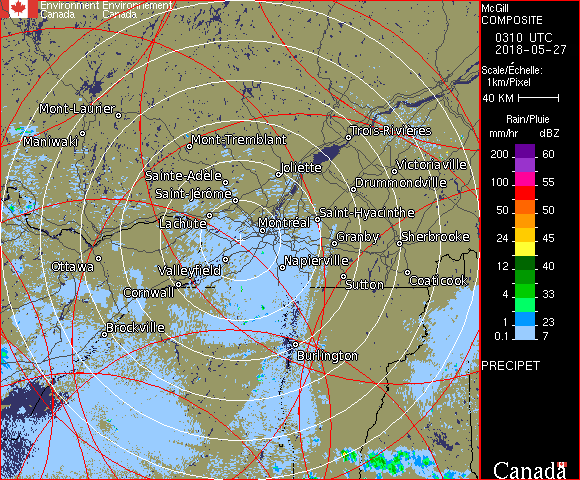 Environment Environnement
Canada Canada
McGill
COMPOSITE
0310 UTC
2018-05-27
Scale/Échelle:
1km/Pixel
40 KM
Rain/Pluie
mm/hr dBZ
200 60
100 55
50 50
24 45
12 40
4 33
1 23
0.1 7
PRECIPET
Mont-Laurier
Maniwaki
Mont-Tremblant
Trois-Rivières
Joliette
Victoriaville
Sainte-Adèle
Drummondville
Saint-Jérôme
Lachute
Saint-Hyacinthe
Montréal
Granby
Sherbrooke
Ottawa
Valleyfield
Napierville
Cornwall
Sutton
Coaticook
Brockville
Burlington
Canada